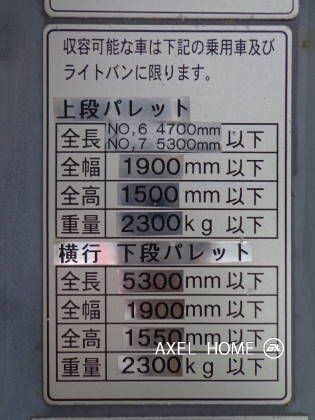 収容可能な車は下記の乗用車及び
ライトバンに限ります。
上段パレット
全長 NO,6 4700mm 以下
NO,7 5300mm
全幅 1900mm 以下
全高 1500mm 以下
重量 2300kg 以下
横行 下段パレット
全長 5300mm 以下
全幅 1900mm 以下
全高 1550mm 以下
AXEL HOME
重量 2300kg 以下